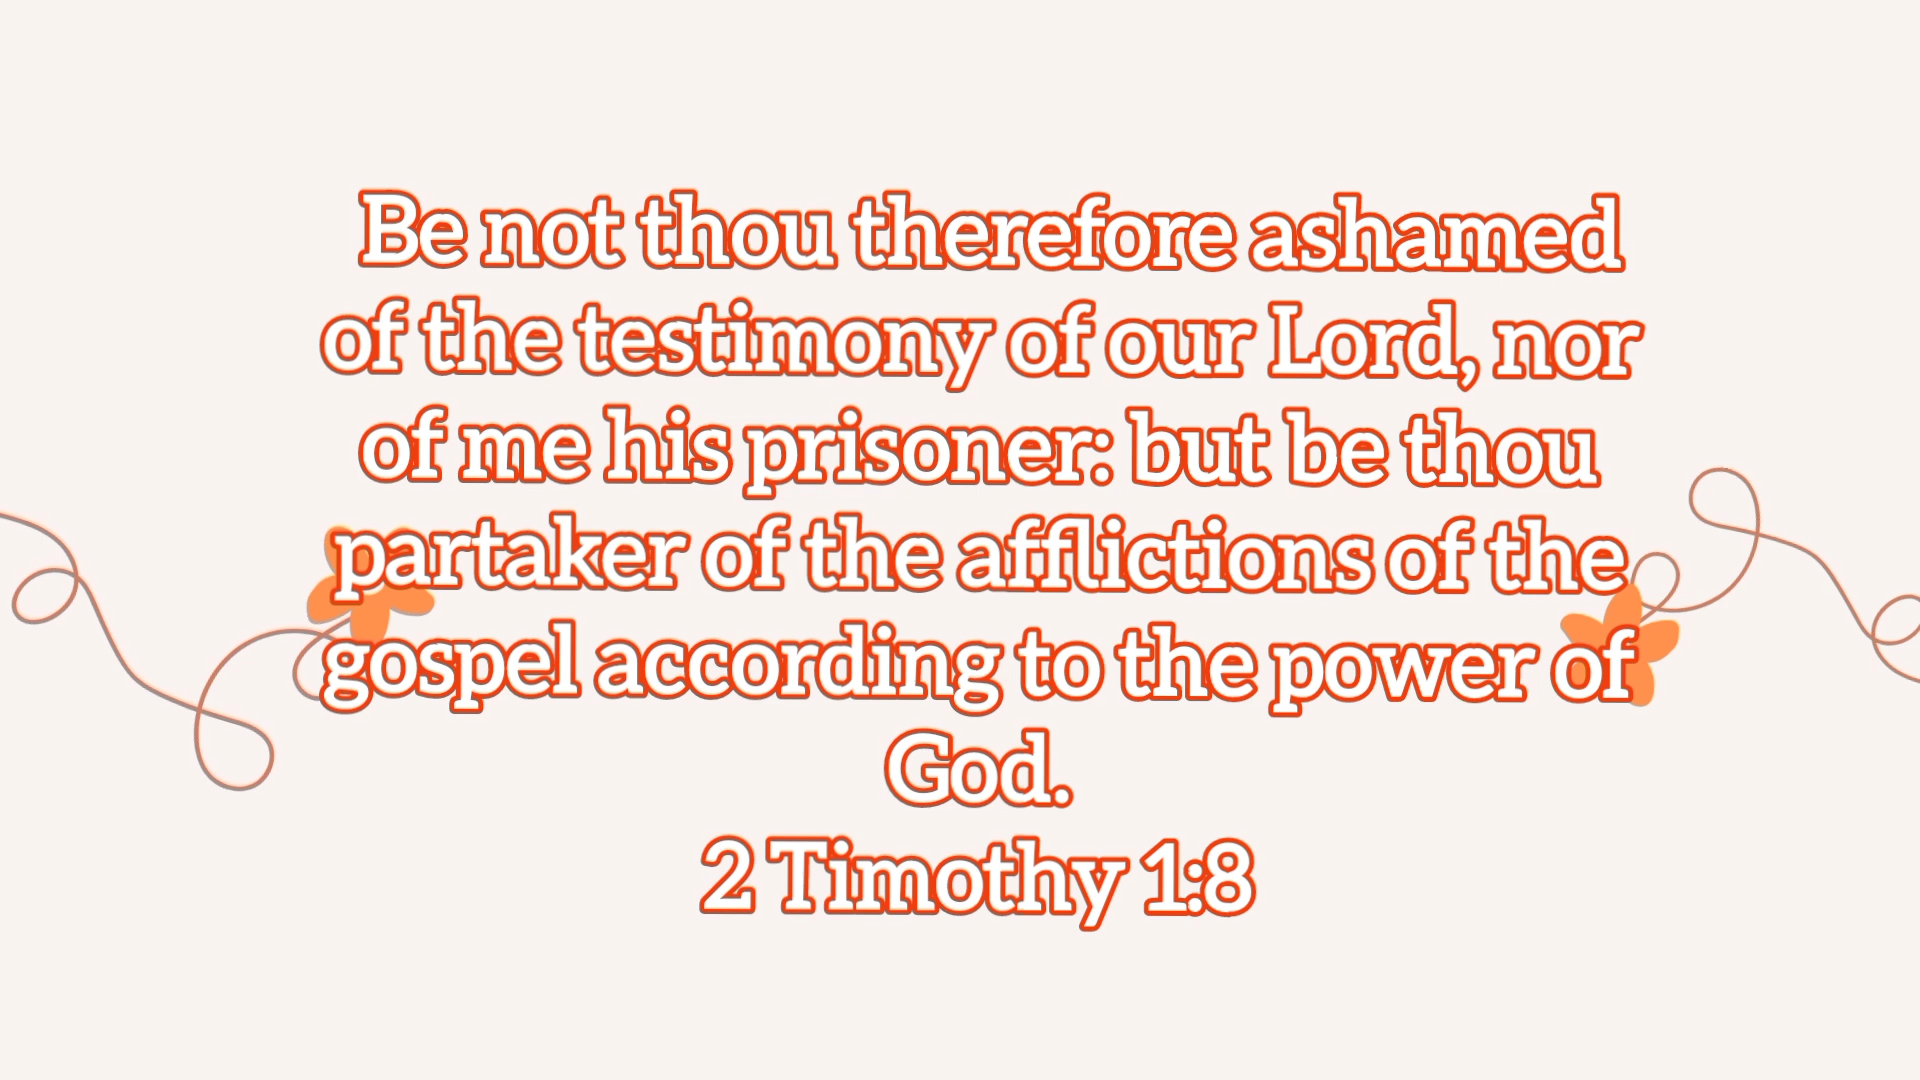 Be not thou therefore ashamed
of the testimony of our Lord, nor
of me his prisoner: but be thou
partaker of the afflictions of the
gospel according to the power of
God.
2 Timothy 1:8